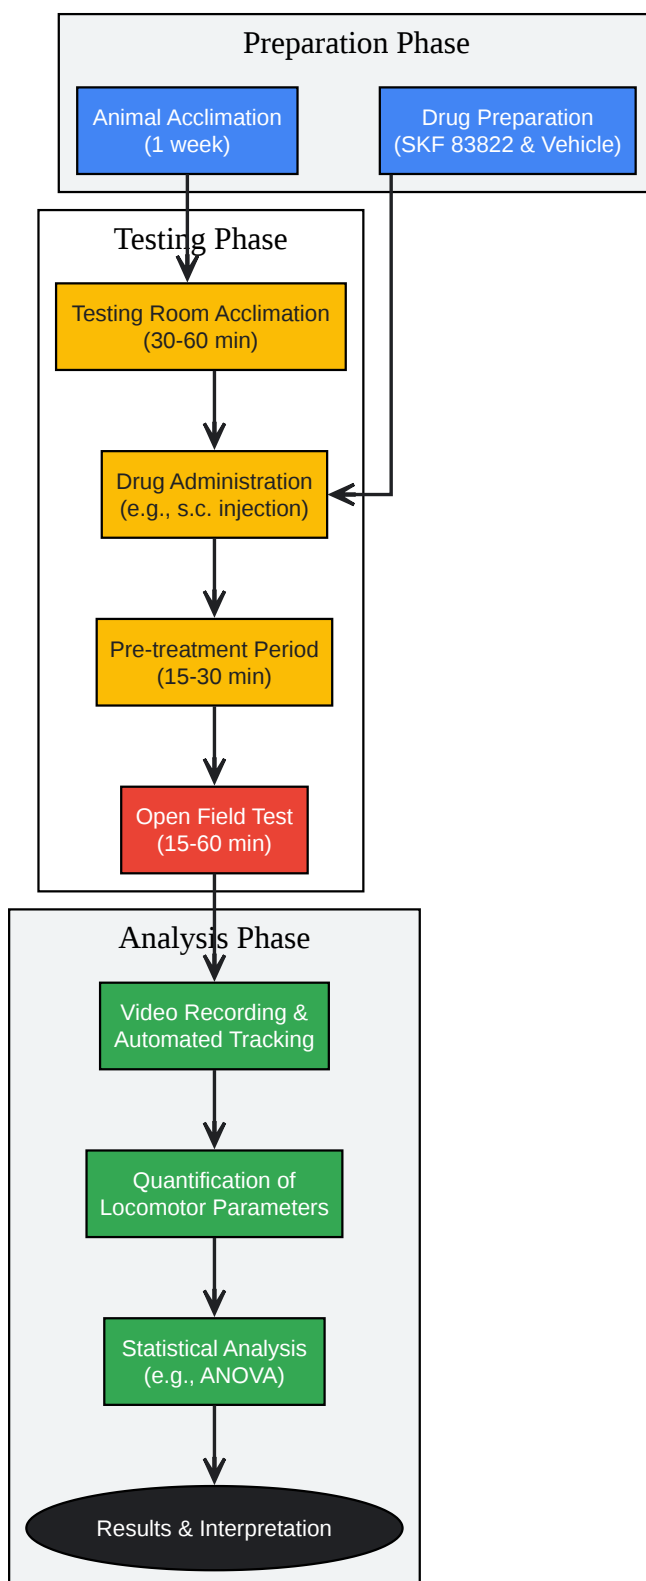 Preparation Phase
Animal Acclimation
(1 week)
Drug Preparation
(SKF 83822 & Vehicle)
Testing Phase
Testing Room Acclimation
(30-60 min)
Drug Administration
(e.g., s.c. injection)
Pre-treatment Period
(15-30 min)
Open Field Test
(15-60 min)
Analysis Phase
Video Recording &
Automated Tracking
Quantification of
Locomotor Parameters
Statistical Analysis
(e.g., ANOVA)
Results & Interpretation